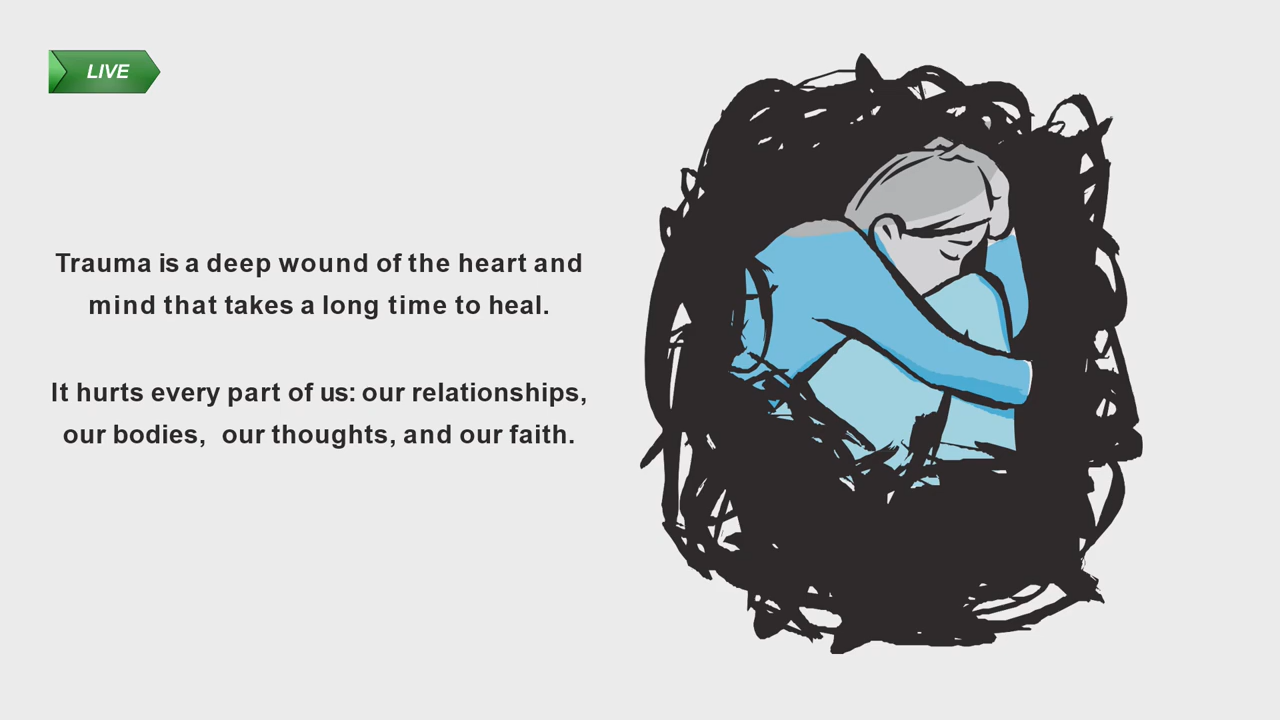 LIVE
Trauma is a deep wound of the heart and
mind that takes a long time to heal.
It hurts every part of us: our relationships,
our bodies, our thoughts, and our faith.